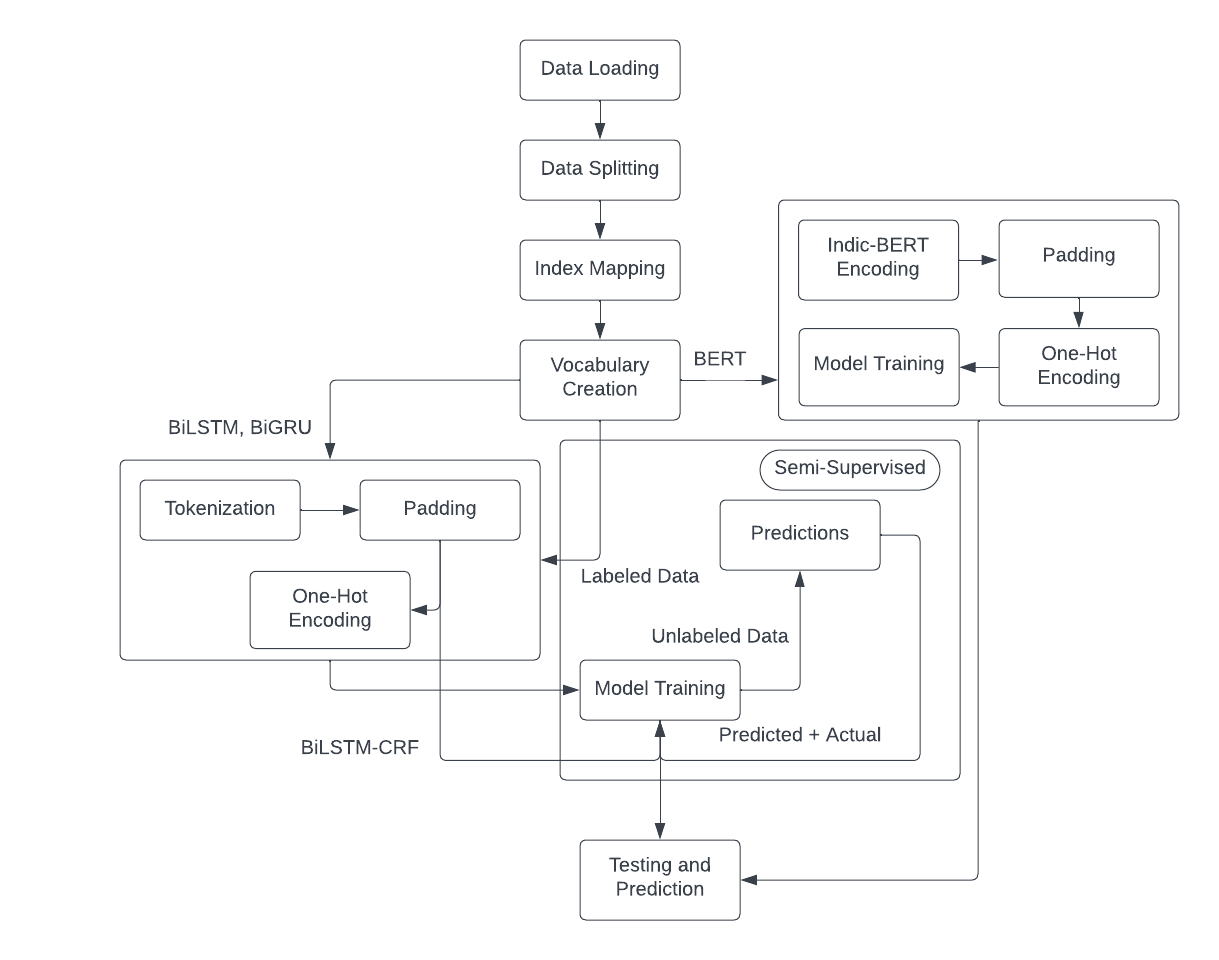 Data Loading
Data Splitting
Index Mapping
Vocabulary
Creation
BERT
Indic-BERT
Encoding
Padding
One-Hot
Encoding
Model Training
BiLSTM, BiGRU
Tokenization
Padding
One-Hot
Encoding
Semi-Supervised
Predictions
Labeled Data
Unlabeled Data
Model Training
Predicted + Actual
BiLSTM-CRF
Testing and
Prediction